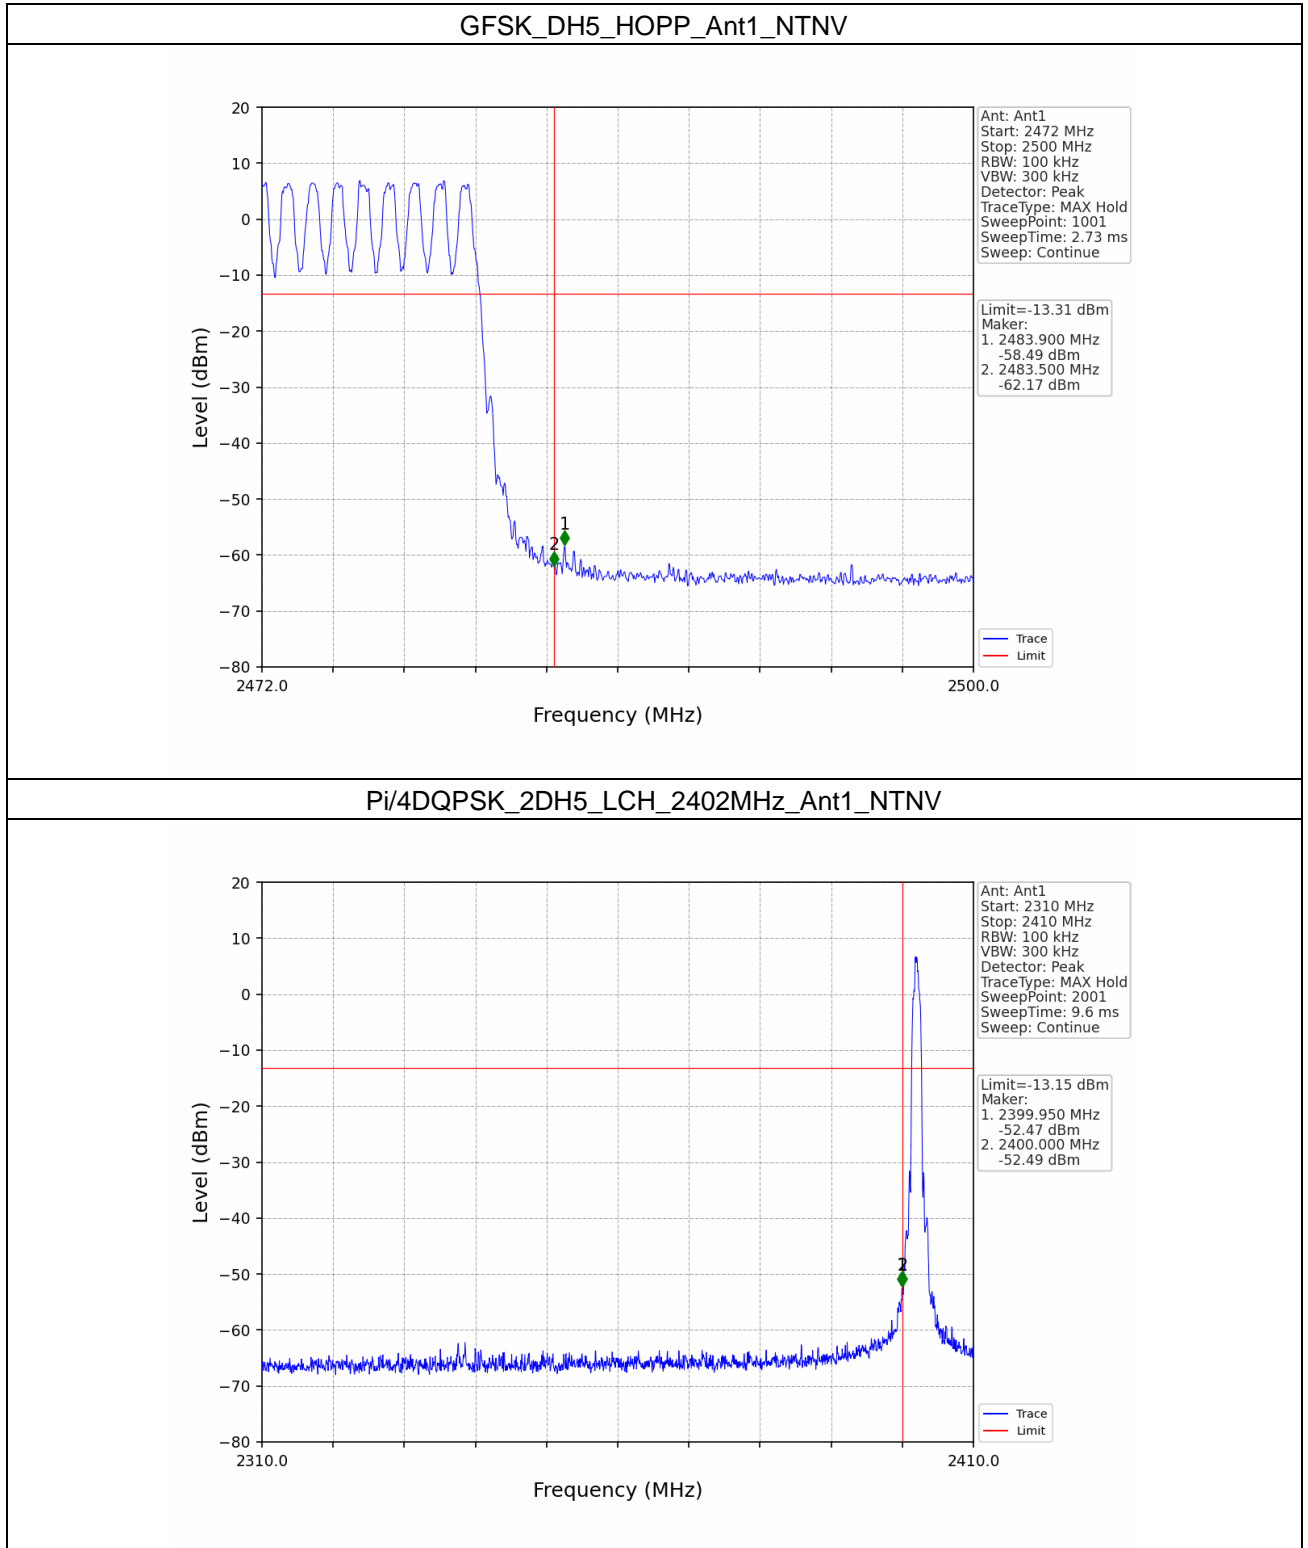 GFSK_DH5_HOPP_Ant1_NTNV
20
10
0
−10
−20
−30
−40
−50
−60
−70
−80
Level (dBm)
2472.0
2500.0
Frequency (MHz)
1
2
Ant: Ant1
Start: 2472 MHz
Stop: 2500 MHz
RBW: 100 kHz
VBW: 300 kHz
Detector: Peak
TraceType: MAX Hold
SweepPoint: 1001
SweepTime: 2.73 ms
Sweep: Continue
Limit=-13.31 dBm
Maker:
1. 2483.900 MHz
-58.49 dBm
2. 2483.500 MHz
-62.17 dBm
Trace
Limit
Pi/4DQPSK_2DH5_LCH_2402MHz_Ant1_NTNV
20
10
0
−10
−20
−30
−40
−50
−60
−70
−80
Level (dBm)
2310.0
2410.0
Frequency (MHz)
2
Ant: Ant1
Start: 2310 MHz
Stop: 2410 MHz
RBW: 100 kHz
VBW: 300 kHz
Detector: Peak
TraceType: MAX Hold
SweepPoint: 2001
SweepTime: 9.6 ms
Sweep: Continue
Limit=-13.15 dBm
Maker:
1. 2399.950 MHz
-52.47 dBm
2. 2400.000 MHz
-52.49 dBm
Trace
Limit